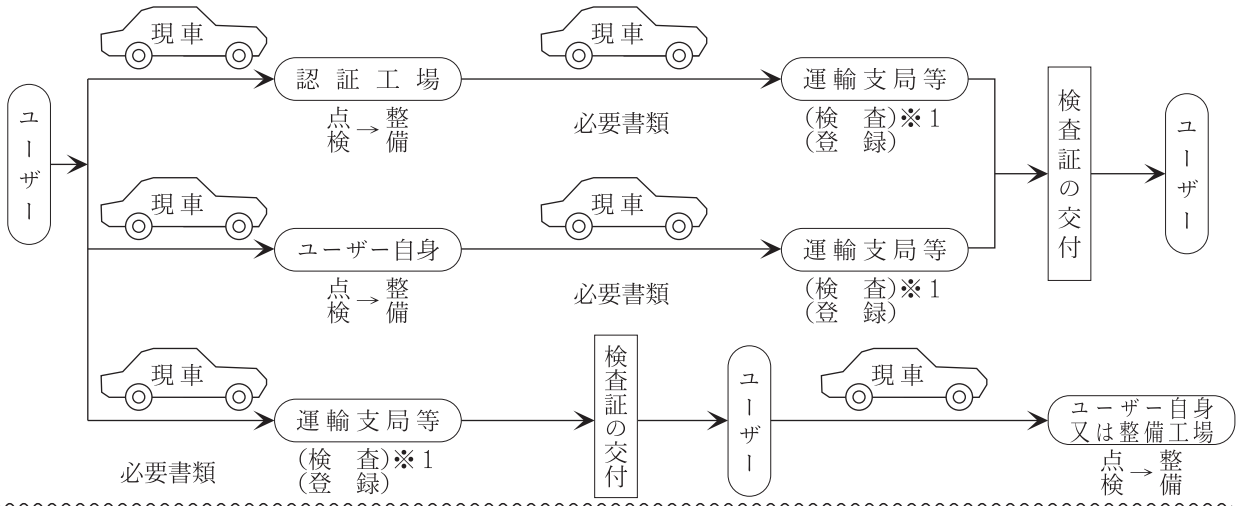 ユーザー
現車
認証工場
点検→整備
現車
必要書類
運輸支局等
(検　査)※1
(登　録)
現車
ユーザー自身
点検→整備
現車
必要書類
運輸支局等
(検　査)※1
(登　録)
検査証の交付
ユーザー
現車
必要書類
運輸支局等
(検　査)※1
(登　録)
検査証の交付
ユーザー
現車
ユーザー自身
又は整備工場
点検→整備